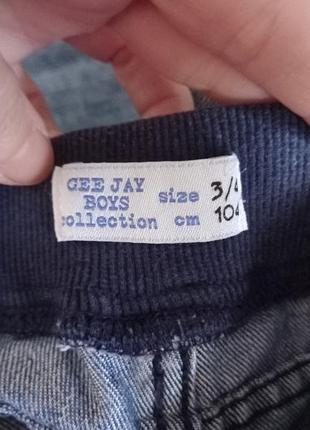 GEE JAY
BOYS size 3/4
collection cm 104